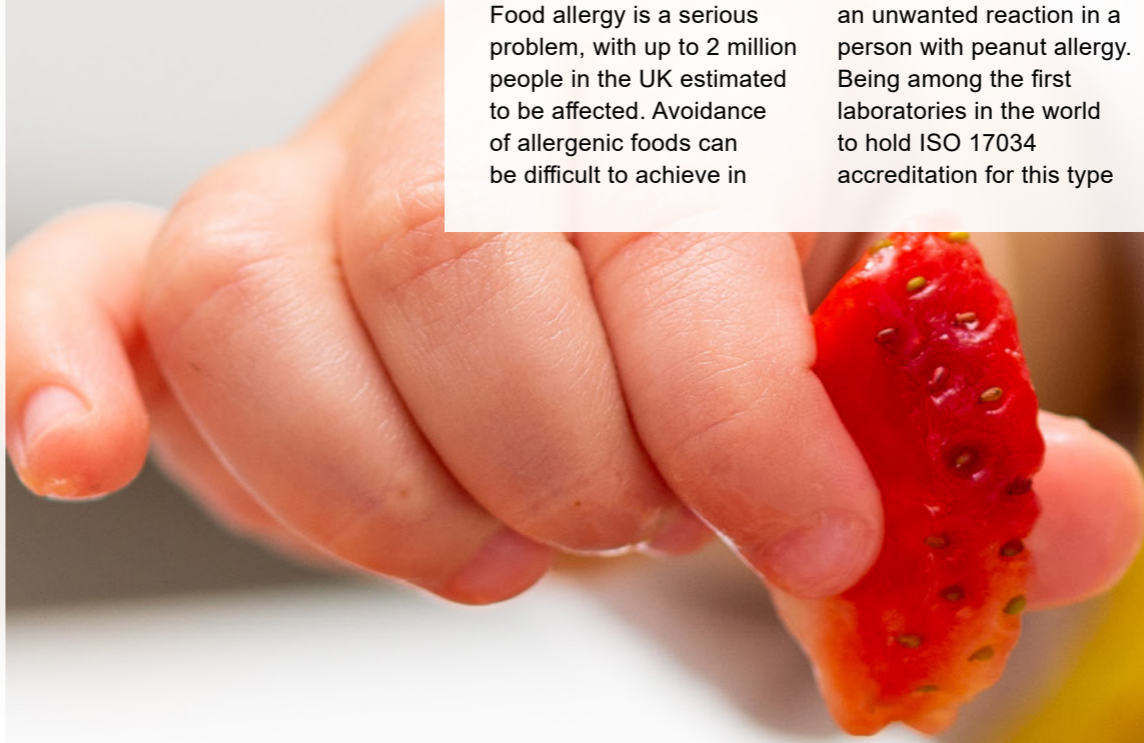 Food allergy is a serious
problem, with up to 2 million
people in the UK estimated
to be affected. Avoidance
of allergenic foods can
be difficult to achieve in
an unwanted reaction in a
person with peanut allergy.
Being among the first
laboratories in the world
to hold ISO 17034
accreditation for this type